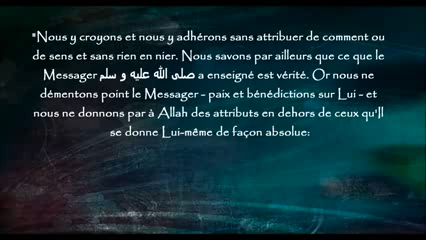 "Nous y croyons et nous y adhérons sans attribuer de comment ou
de sens et sans rien en nier. Nous savons par ailleurs que ce que le
Messager صلى الله عليه و سلم a enseigné est vérité. Or nous ne
démentons point le Messager - paix et bénédictions sur Lui - et
nous ne donnons par à Allah des attributs en dehors de ceux qu'Il
se donne Lui-même de façon absolue: